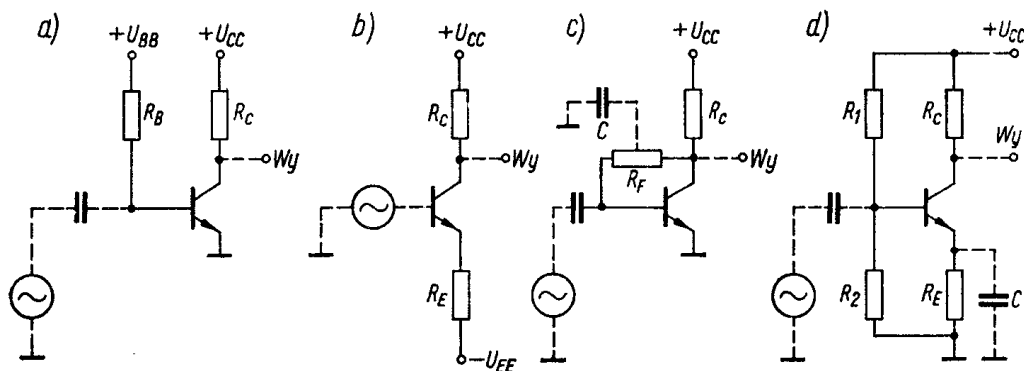 a)
+U_BB
+U_CC
R_B
R_C
Wy
b)
+U_CC
R_C
Wy
R_E
-U_EE
c)
+U_CC
C
R_C
R_F
Wy
d)
+U_CC
R_1
R_C
Wy
R_2
R_E
C